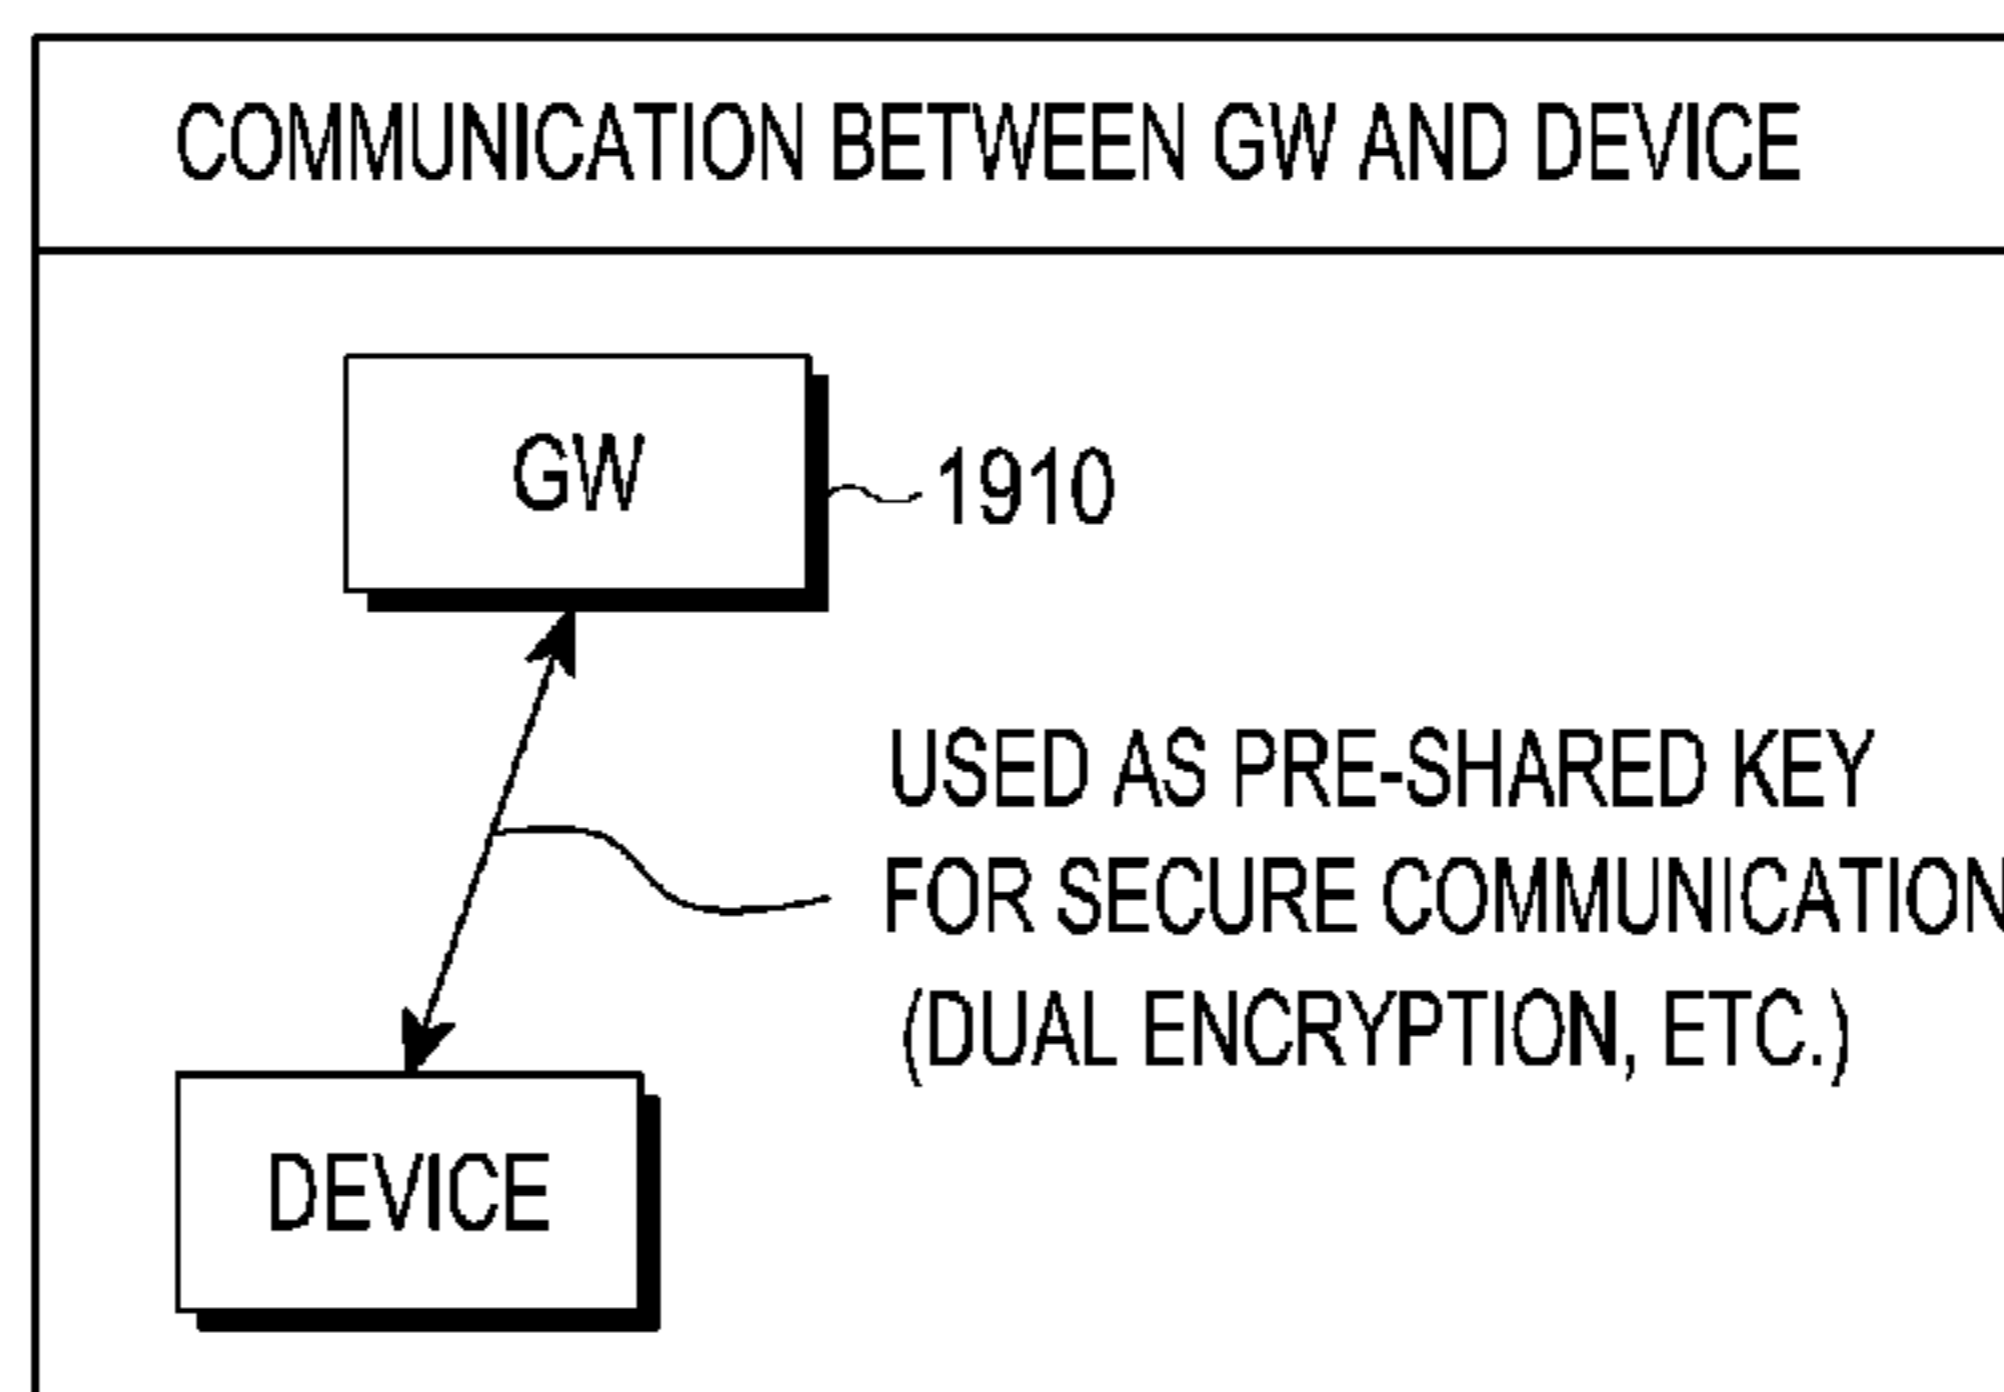 COMMUNICATION BETWEEN GW AND DEVICE
GW
1910
USED AS PRE-SHARED KEY
FOR SECURE COMMUNICATION
(DUAL ENCRYPTION, ETC.)
DEVICE